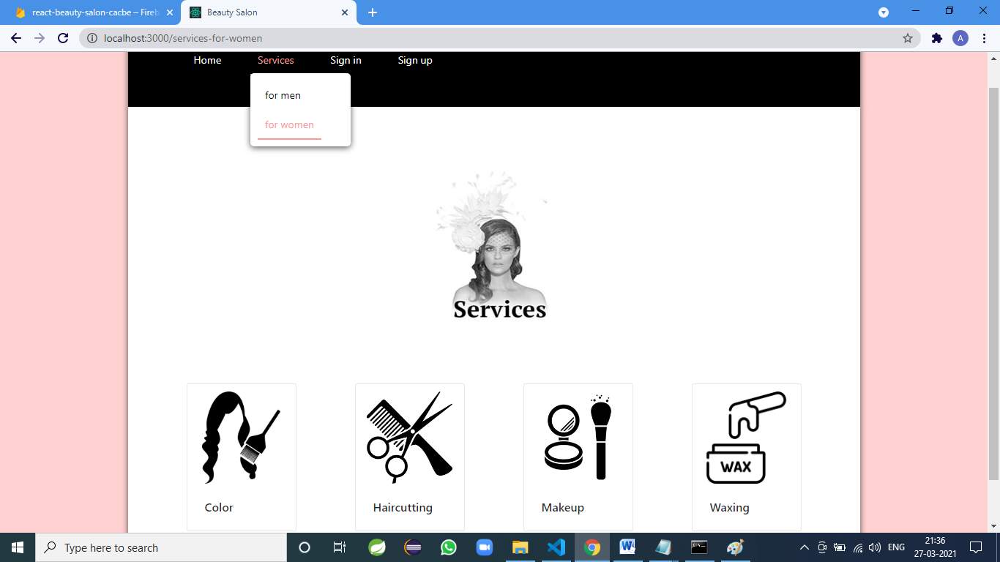 react-beauty-salon-cacbe – Fireb
Beauty Salon
localhost:3000/services-for-women
A
Home Services Sign in Sign up
for men
for women
Services
WAX
Color Haircutting Makeup Waxing
Type here to search
ENG
21:36
27-03-2021